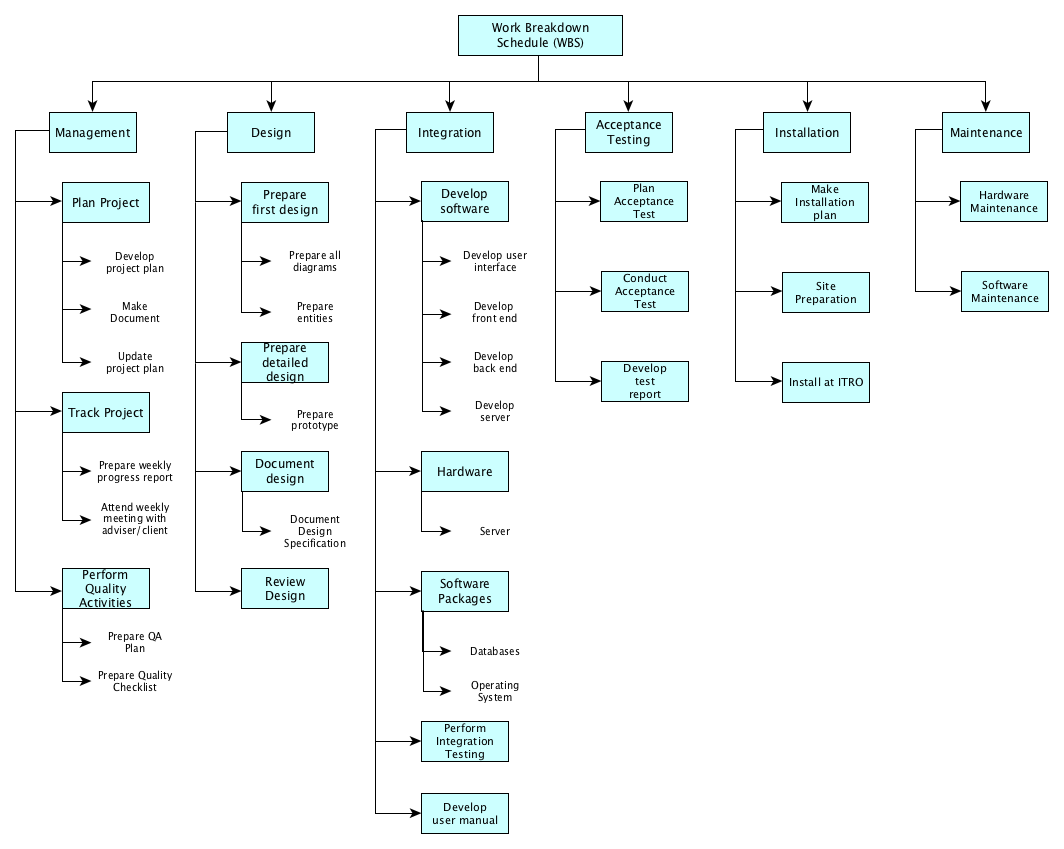 Work Breakdown
Schedule (WBS)
Management
Plan Project
Develop
project plan
Make
Document
Update
project plan
Track Project
Prepare weekly
progress report
Attend weekly
meeting with
adviser/client
Perform
Quality
Activities
Prepare QA
Plan
Prepare Quality
Checklist
Design
Prepare
first design
Prepare all
diagrams
Prepare
entities
Prepare
detailed
design
Prepare
prototype
Document
design
Document
Design
Specification
Review
Design
Integration
Develop
software
Develop user
interface
Develop
front end
Develop
back end
Develop
server
Hardware
Server
Software
Packages
Databases
Operating
System
Perform
Integration
Testing
Develop
user manual
Acceptance
Testing
Plan
Acceptance
Test
Conduct
Acceptance
Test
Develop
test
report
Installation
Make
Installation
plan
Site
Preparation
Install at ITRO
Maintenance
Hardware
Maintenance
Software
Maintenance